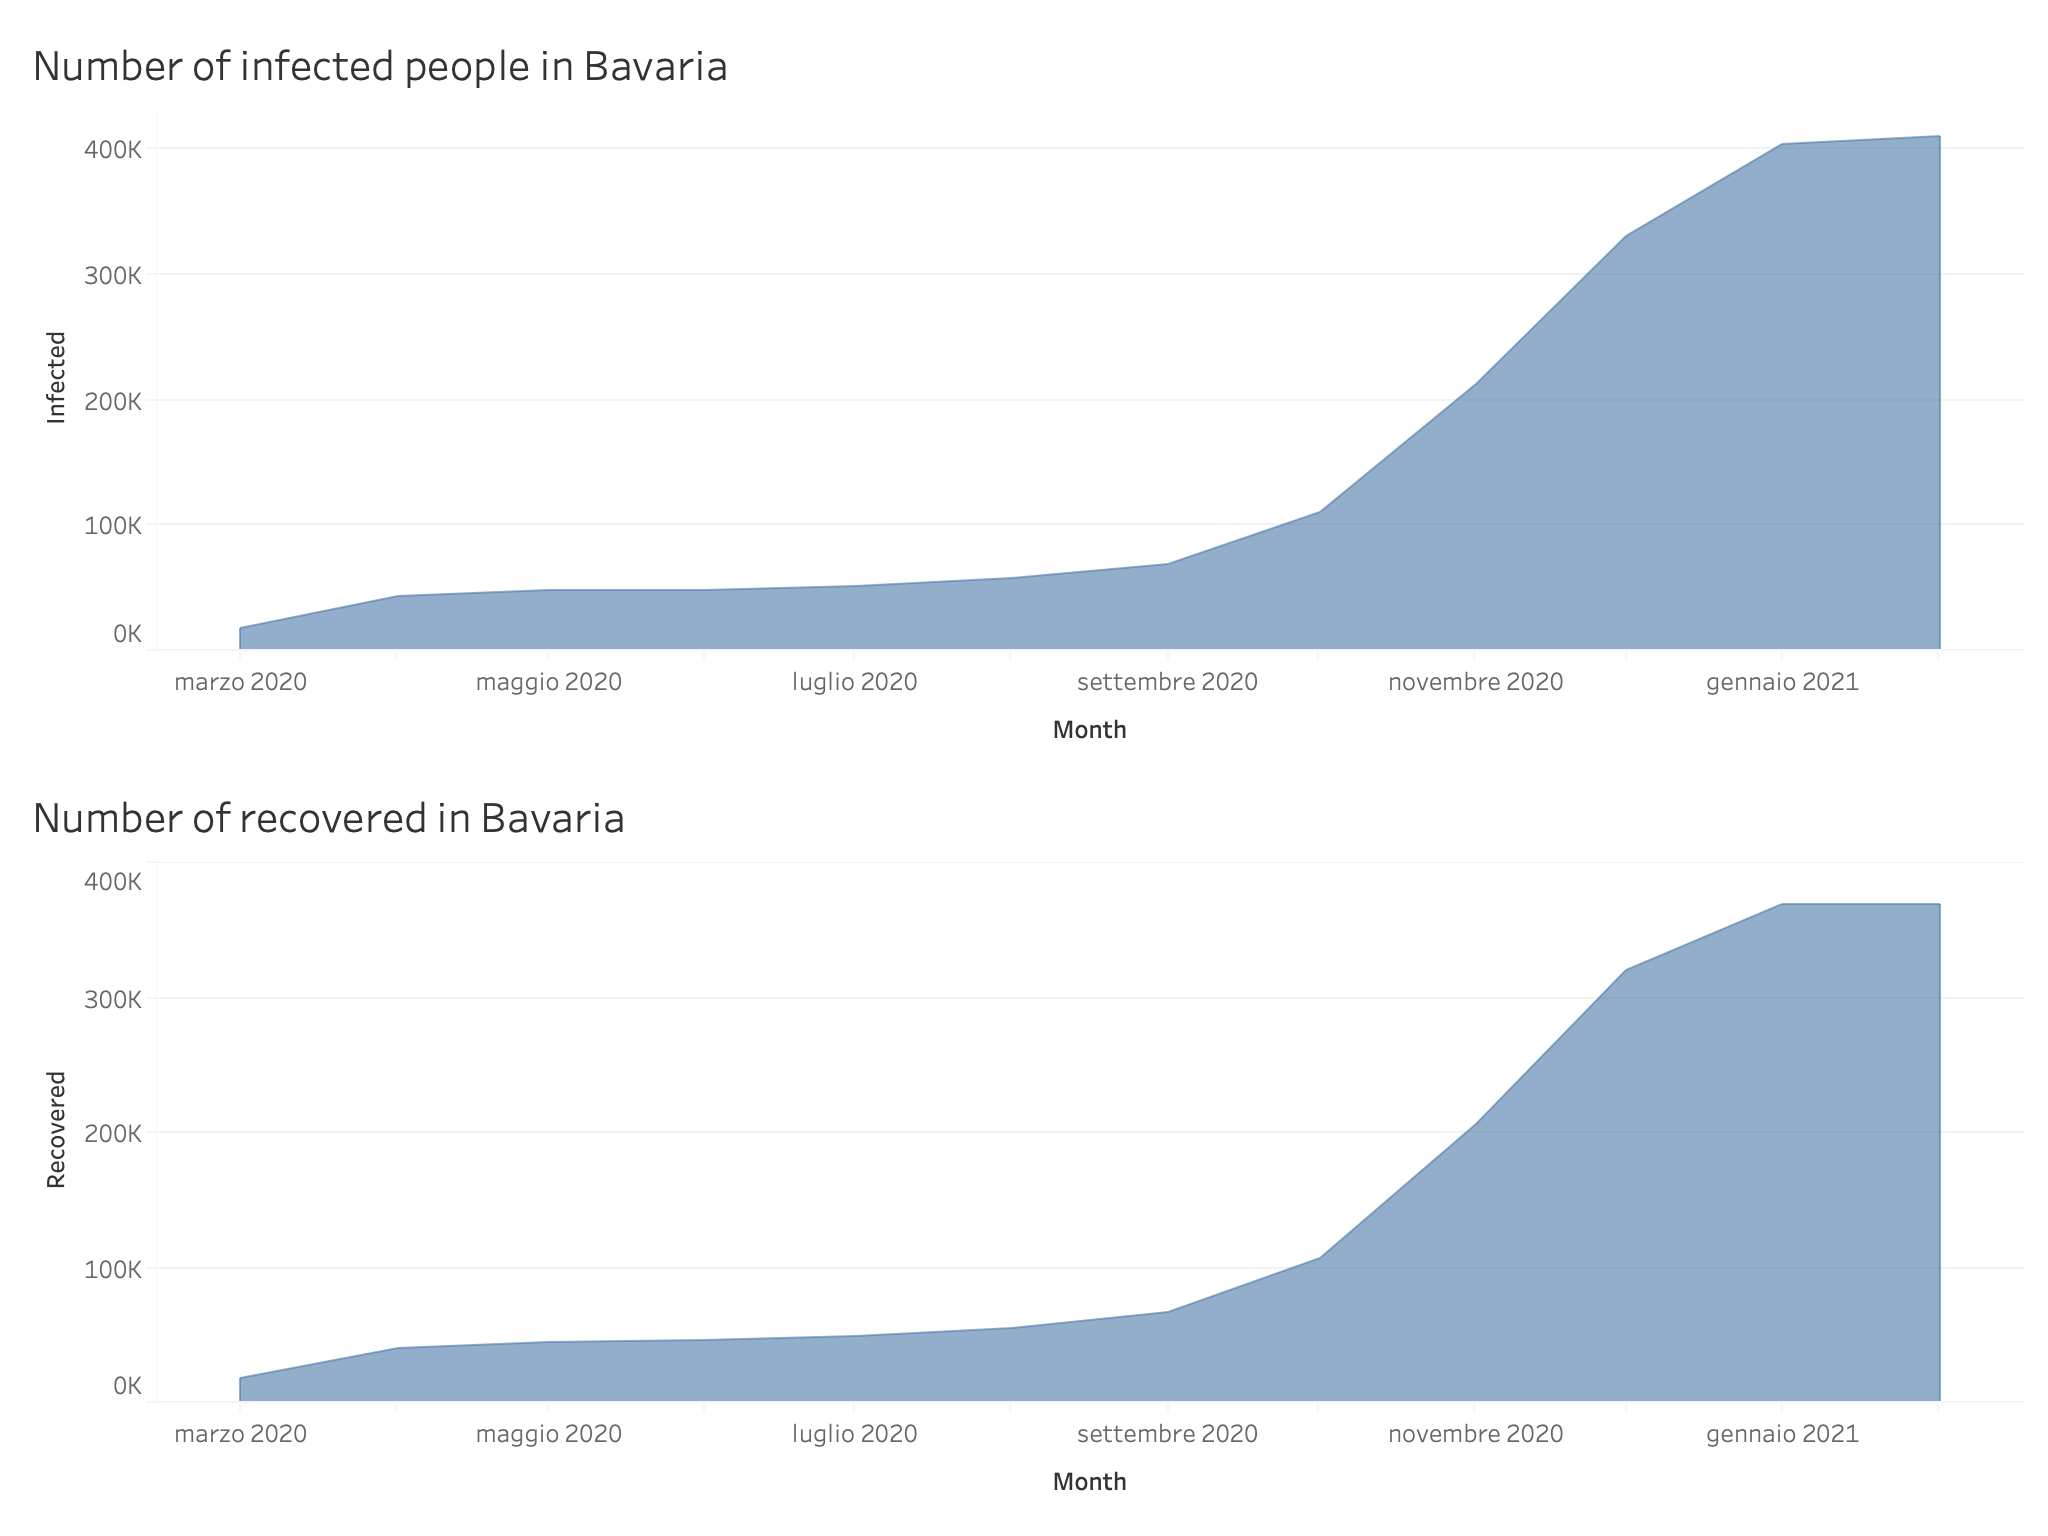 Number of infected people in Bavaria
400K
300K
200K
100K
0K
Infected
marzo 2020 maggio 2020 luglio 2020 settembre 2020 novembre 2020 gennaio 2021
Month
Number of recovered in Bavaria
400K
300K
200K
100K
0K
Recovered
marzo 2020 maggio 2020 luglio 2020 settembre 2020 novembre 2020 gennaio 2021
Month